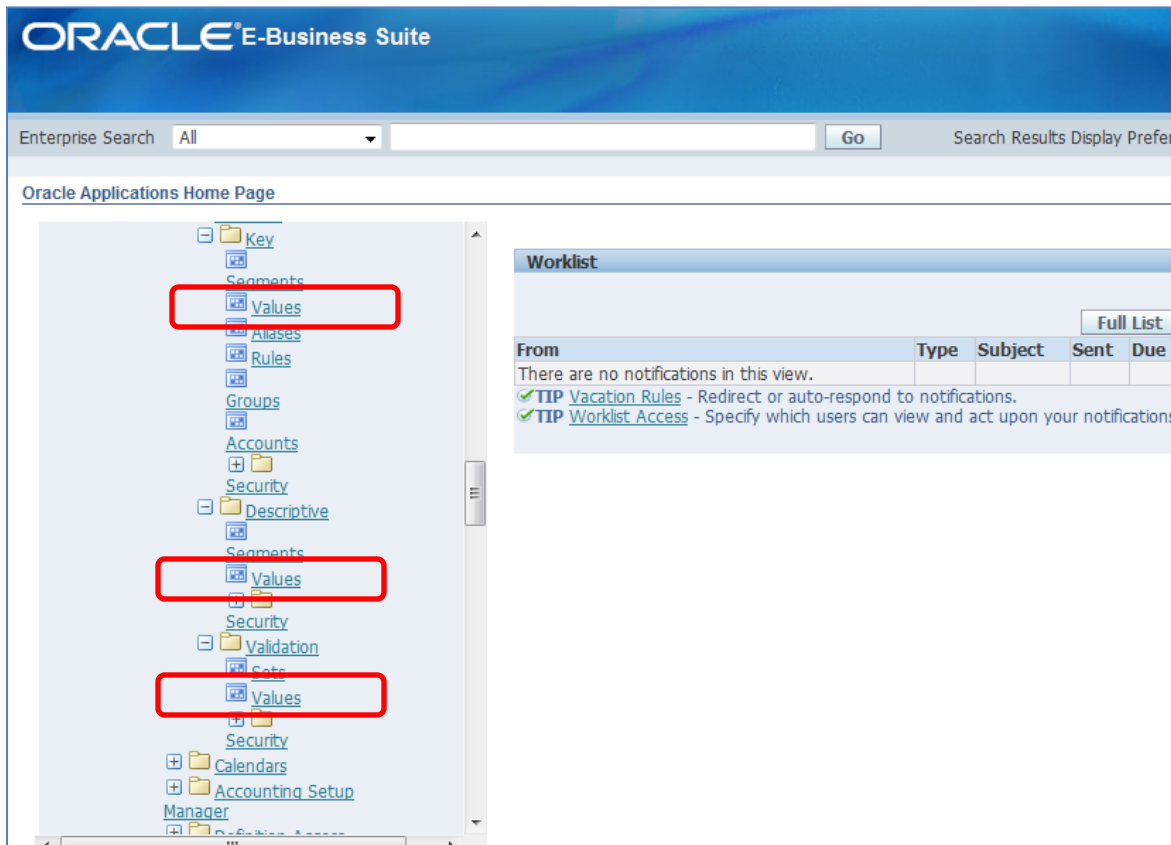 ORACLE E-Business Suite
Enterprise Search All Go Search Results Display
Oracle Applications Home Page
Key
Segments
Values
Aliases
Rules
Groups
Accounts
Security
Descriptive
Segments
Values
Security
Validation
Sets
Values
Security
Calendars
Accounting Setup
Manager
Definition Access
Worklist
Full List
From Type Subject Sent Due
There are no notifications in this view.
TIP Vacation Rules - Redirect or auto-respond to notifications.
TIP Worklist Access - Specify which users can view and act upon your notifications